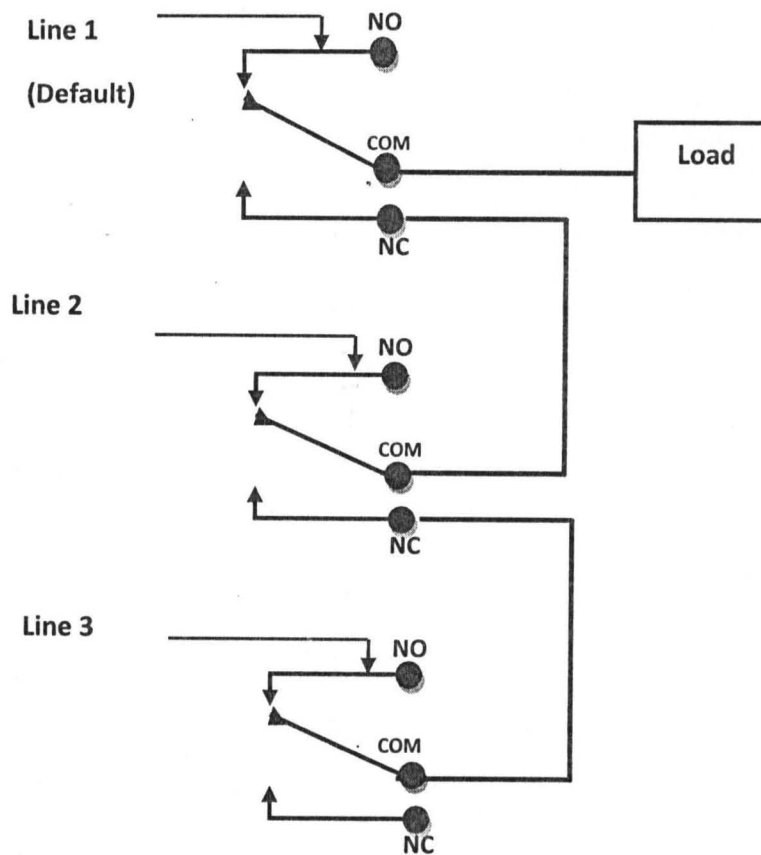 Line 1
NO
(Default)
COM
Load
NC
Line 2
NO
COM
NC
Line 3
NO
COM
NC